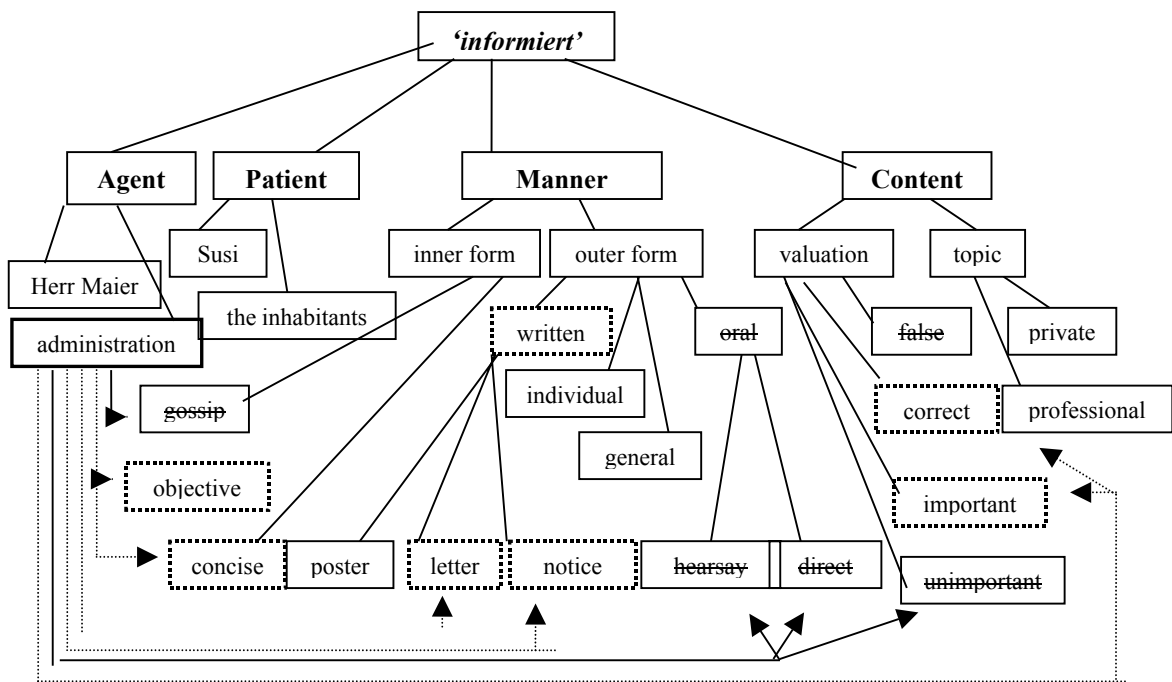 ‘informiert’
Agent
Patient
Manner
Content
Susi
inner form
outer form
valuation
topic
Herr Maier
the inhabitants
administration
written
oral
false
private
gossip
individual
correct
professional
general
objective
important
concise
poster
letter
notice
hearsay
direct
unimportant